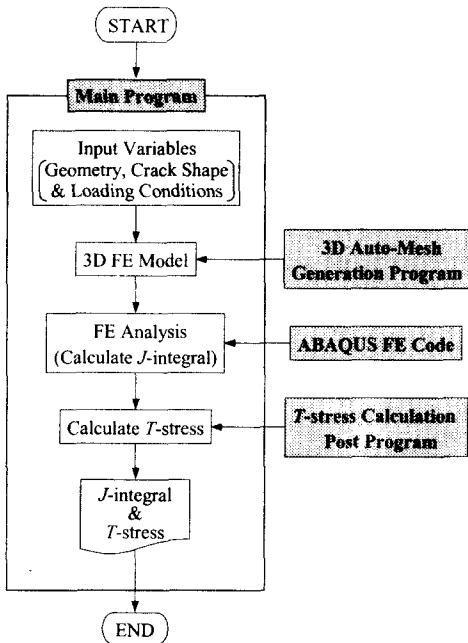 START
Main Program
Input Variables
Geometry, Crack Shape
& Loading Conditions
3D FE Model
3D Auto-Mesh
Generation Program
FE Analysis
(Calculate J-integral)
ABAQUS FE Code
Calculate T-stress
T-stress Calculation
Post Program
J-integral
&
T-stress
END